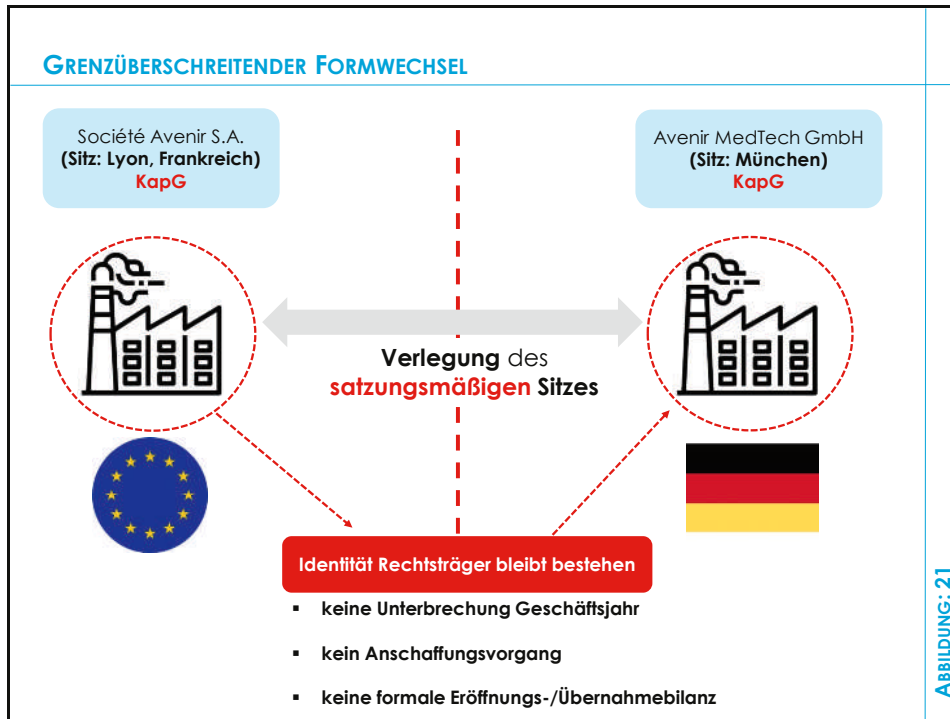 GRENZÜBERSCHREITENDER FORMWECHSEL
Société Avenir S.A.
(Sitz: Lyon, Frankreich)
KapG
Avenir MedTech GmbH
(Sitz: München)
KapG
Verlegung des
satzungsmäßigen Sitzes
Identität Rechtsträger bleibt bestehen
▪ keine Unterbrechung Geschäftsjahr
▪ kein Anschaffungsvorgang
▪ keine formale Eröffnungs-/Übernahmebilanz
ABBILDUNG: 21